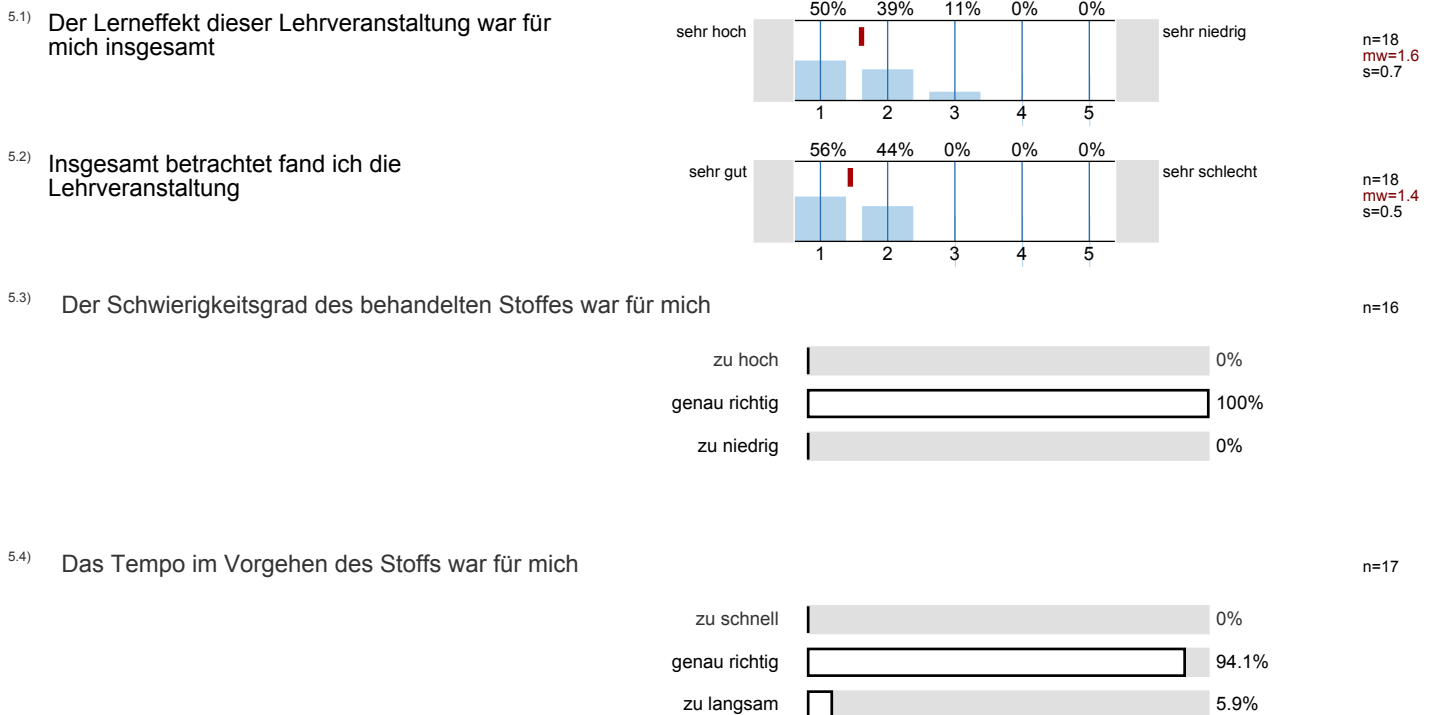 5.1) Der Lerneffekt dieser Lehrveranstaltung war für
mich insgesamt
50% 39% 11% 0% 0%
sehr hoch
sehr niedrig
1 2 3 4 5
n=18
mw=1.6
s=0.7
5.2) Insgesamt betrachtet fand ich die
Lehrveranstaltung
56% 44% 0% 0% 0%
sehr gut
sehr schlecht
1 2 3 4 5
n=18
mw=1.4
s=0.5
5.3) Der Schwierigkeitsgrad des behandelten Stoffes war für mich n=16
zu hoch 0%
genau richtig 100%
zu niedrig 0%
5.4) Das Tempo im Vorgehen des Stoffs war für mich n=17
zu schnell 0%
genau richtig 94.1%
zu langsam 5.9%